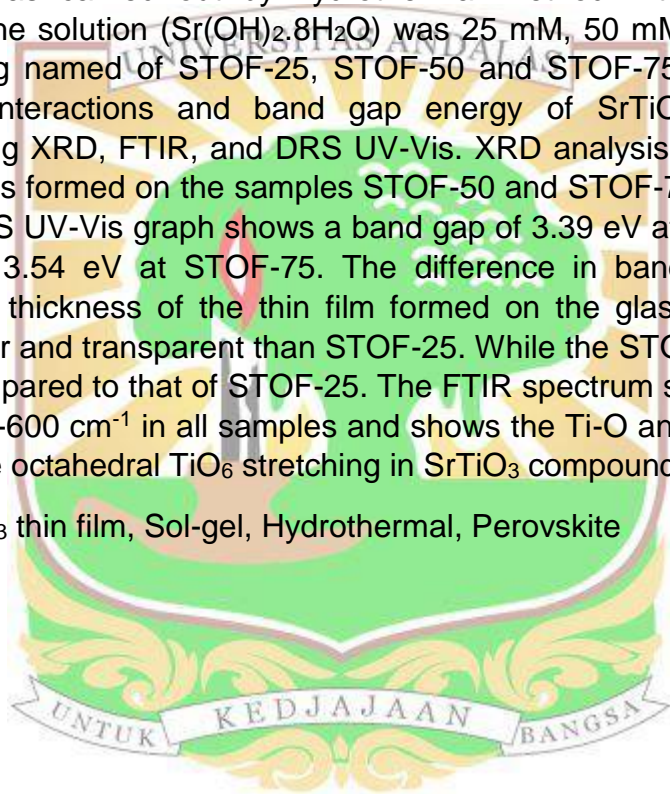 ne solution (Sr(OH)₂.8H₂O) was 25 mM, 50 mM
UNIVERSITAS ANDALAS
g named of STOF-25, STOF-50 and STOF-75
nteractions and band gap energy of SrTiO
g XRD, FTIR, and DRS UV-Vis. XRD analysis
s formed on the samples STOF-50 and STOF-7
S UV-Vis graph shows a band gap of 3.39 eV a
3.54 eV at STOF-75. The difference in ban
thickness of the thin film formed on the glas
r and transparent than STOF-25. While the STO
pared to that of STOF-25. The FTIR spectrum s
-600 cm⁻¹ in all samples and shows the Ti-O an
e octahedral TiO₆ stretching in SrTiO₃ compound
₃ thin film, Sol-gel, Hydrothermal, Perovskite
UNTUK KEDJAJAAN BANGSA